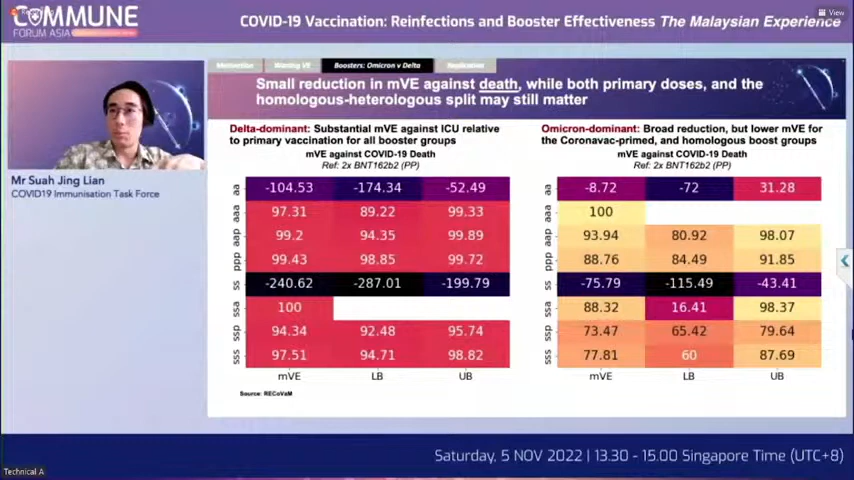 COMMUNE
FORUM ASIA
COVID-19 Vaccination: Reinfections and Booster Effectiveness The Malaysian Experience
View
Motivation
Waning VE
Boosters: Omicron v Delta
Replication
Small reduction in mVE against death, while both primary doses, and the
homologous-heterologous split may still matter
Mr Suah Jing Lian
COVID19 Immunisation Task Force
Delta-dominant: Substantial mVE against ICU relative
to primary vaccination for all booster groups
mVE against COVID-19 Death
Ref: 2x BNT162b2 (PP)
aa -104.53 -174.34 -52.49
aaa 97.31 89.22 99.33
aap 99.2 94.35 99.89
ppp 99.43 98.85 99.72
ss -240.62 -287.01 -199.79
ssa 100
ssp 94.34 92.48 95.74
sss 97.51 94.71 98.82
mVE LB UB
Source: RECoVaM
Omicron-dominant: Broad reduction, but lower mVE for
the Coronavac-primed, and homologous boost groups
mVE against COVID-19 Death
Ref: 2x BNT162b2 (PP)
aa -8.72 -72 31.28
aaa 100
aap 93.94 80.92 98.07
ppp 88.76 84.49 91.85
ss -75.79 -115.49 -43.41
ssa 88.32 16.41 98.37
ssp 73.47 65.42 79.64
sss 77.81 60 87.69
mVE LB UB
Saturday, 5 NOV 2022 | 13.30 - 15.00 Singapore Time (UTC+8)
Technical A